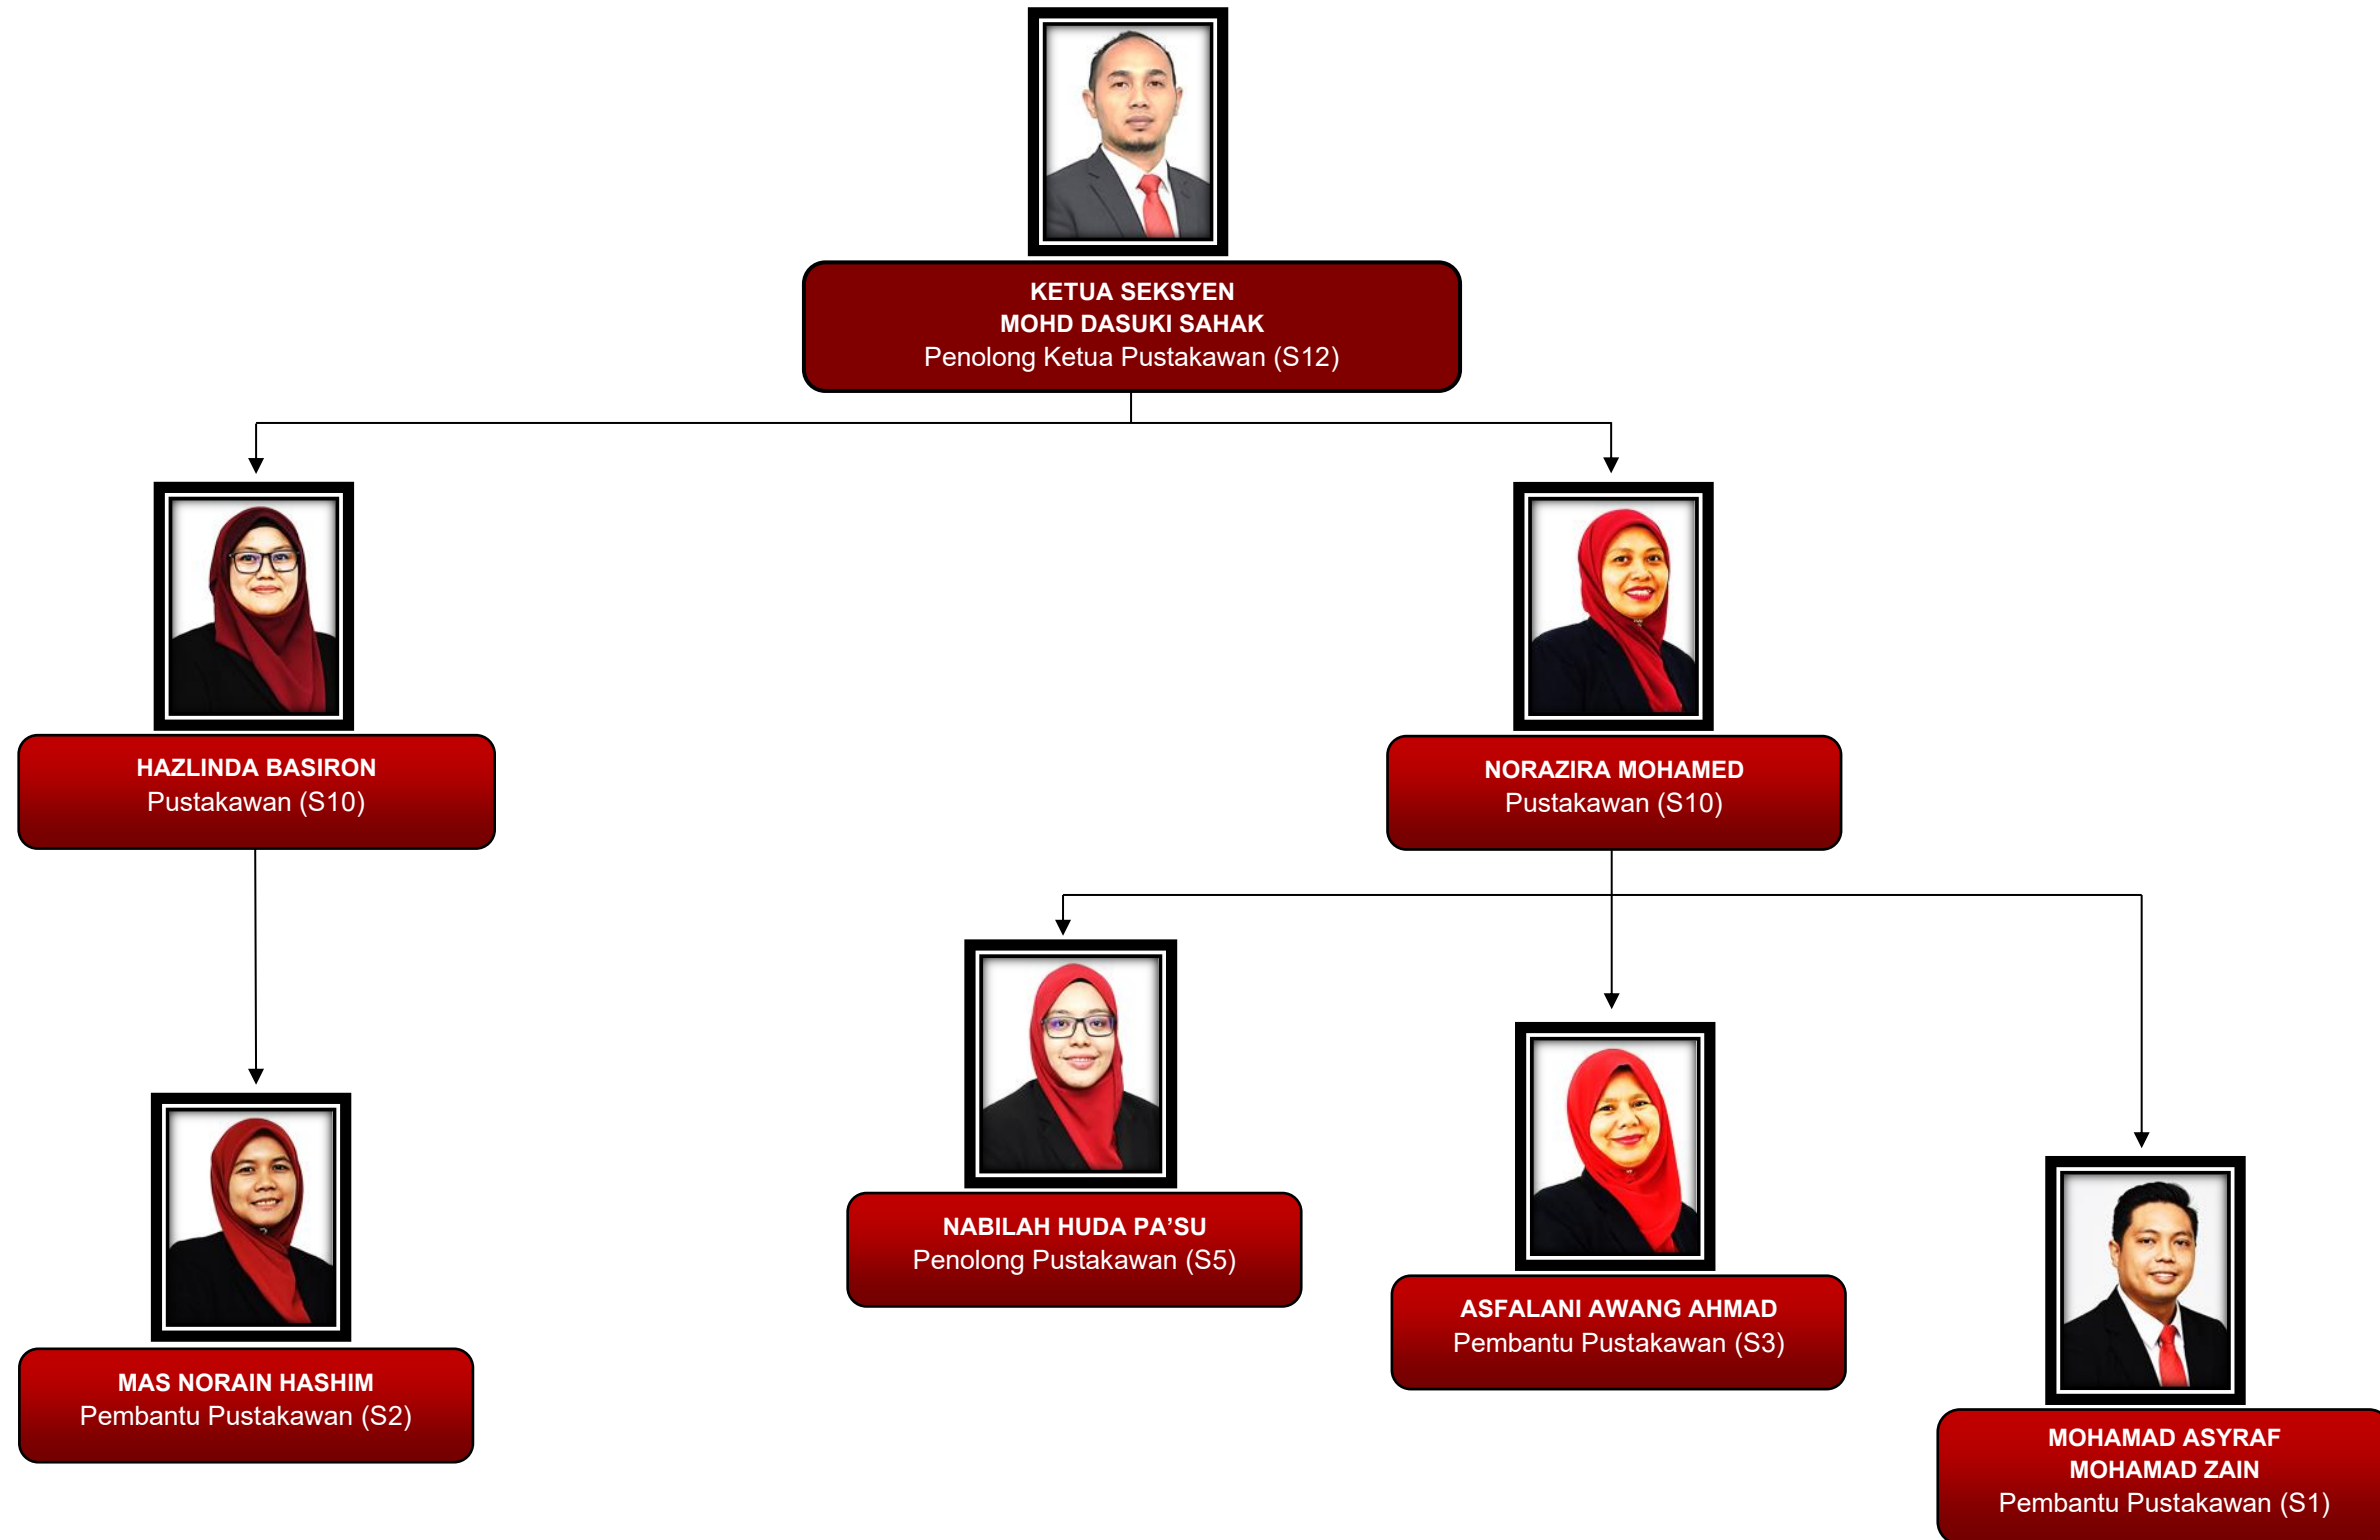 KETUA SEKSYEN
MOHD DASUKI SAHAK
Penolong Ketua Pustakawan (S12)
HAZLINDA BASIRON
Pustakawan (S10)
NORAZIRA MOHAMED
Pustakawan (S10)
NABILAH HUDA PA’SU
Penolong Pustakawan (S5)
ASFALANI AWANG AHMAD
Pembantu Pustakawan (S3)
MAS NORAIN HASHIM
Pembantu Pustakawan (S2)
MOHAMAD ASYRAF
MOHAMAD ZAIN
Pembantu Pustakawan (S1)